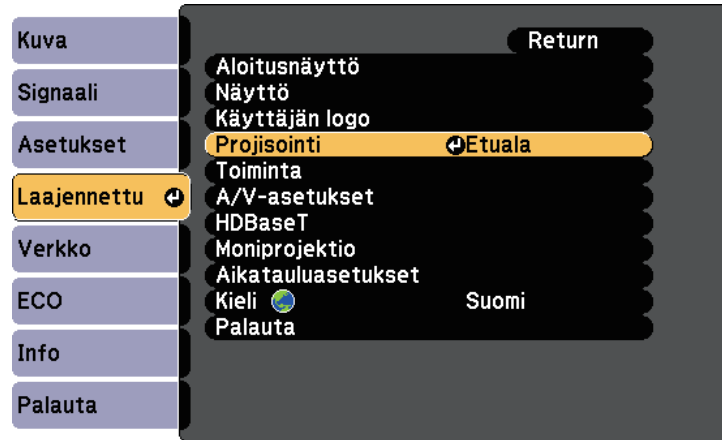 Kuva
Signaali
Asetukset
Laajennettu
Verkko
ECO
Info
Palauta
Return
Aloitusnäyttö
Näyttö
Käyttäjän logo
Projisointi Etuala
Toiminta
A/V-asetukset
HDBaseT
Moniprojektio
Aikatauluasetukset
Kieli Suomi
Palauta